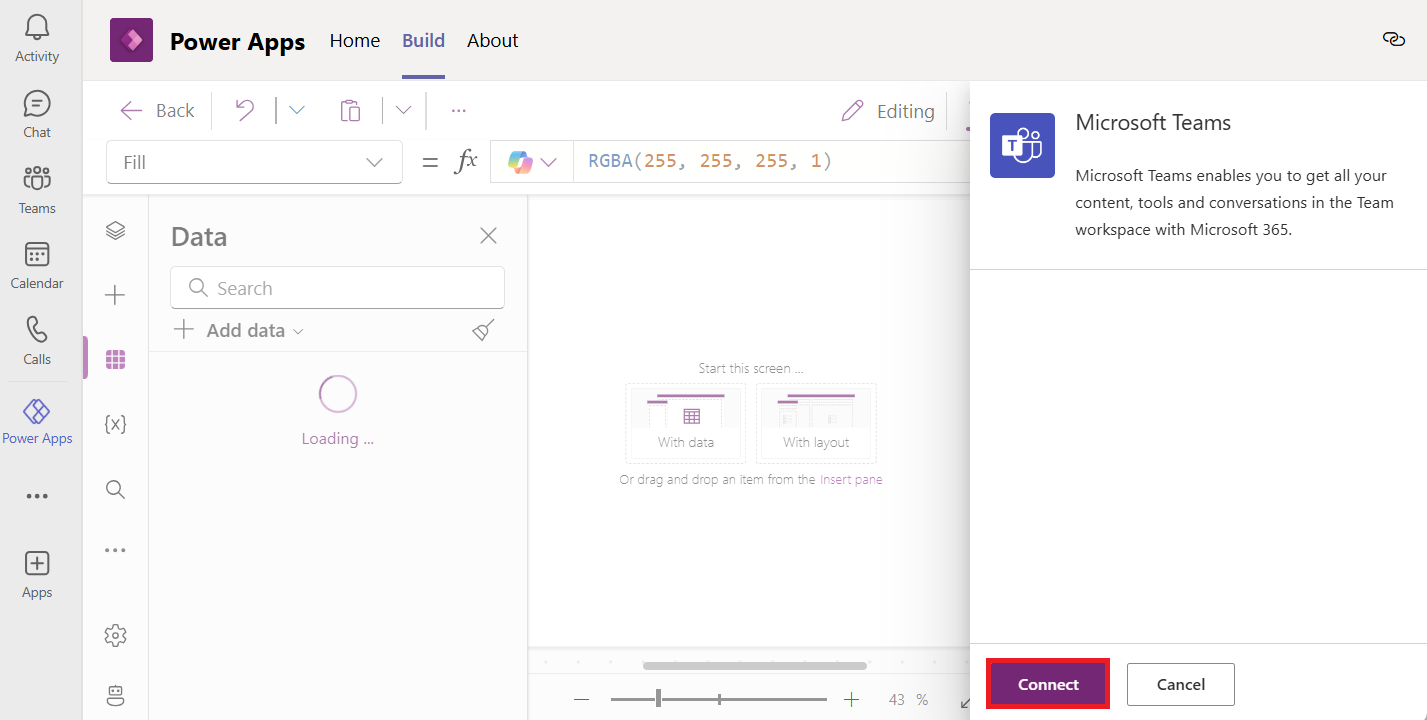 Activity
Chat
Teams
Calendar
Calls
Power Apps
Apps
Power Apps Home Build About
Back
Editing
Fill
= fx
RGBA(255, 255, 255, 1)
Data
Search
Add data
Loading ...
{x}
Start this screen ...
With data
With layout
Or drag and drop an item from the Insert pane
43 %
Microsoft Teams
Microsoft Teams enables you to get all your
content, tools and conversations in the Team
workspace with Microsoft 365.
Connect
Cancel